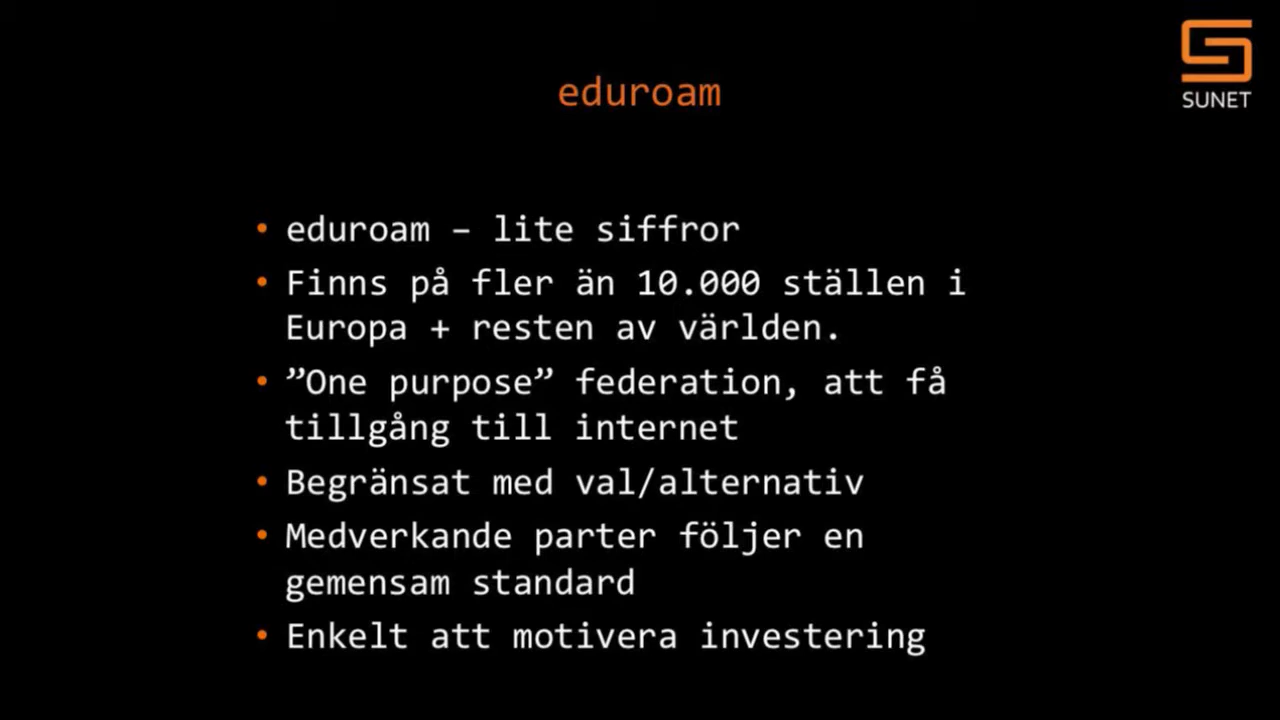 SUNET
eduroam
• eduroam – lite siffror
• Finns på fler än 10.000 ställen i
Europa + resten av världen.
• ”One purpose” federation, att få
tillgång till internet
• Begränsat med val/alternativ
• Medverkande parter följer en
gemensam standard
• Enkelt att motivera investering